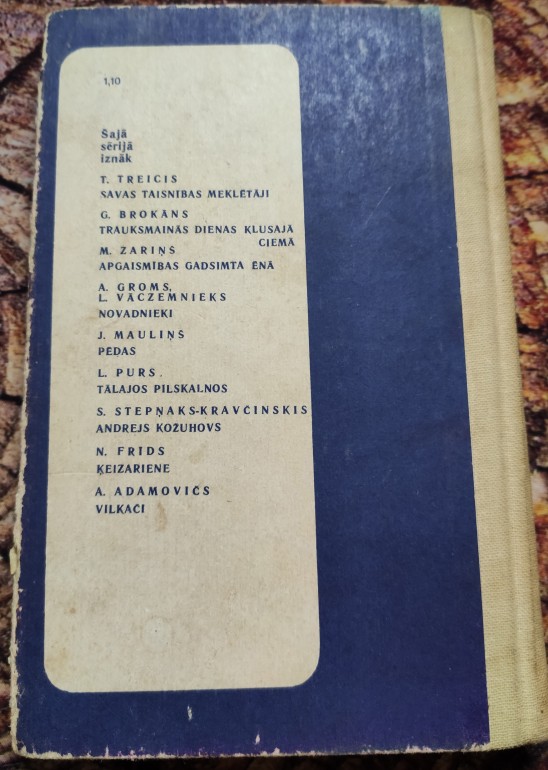 1,10
Šajā
sērijā
iznāk
T. TREICIS
SAVAS TAISNĪBAS MEKLĒTĀJI
G. BROKĀNS
TRAUKSMAINĀS DIENAS KLUSAJĀ
CIEMĀ
M. ZARIŅŠ
APGAISMĪBAS GADSIMTA ĒNĀ
A. GROMS,
L. VĀCZEMNIEKS
NOVADNIEKI
J. MAULIŅŠ
PĒDAS
L. PURS
TĀLAJOS PILSKALNOS
S. STEPŅAKS-KRAVČINSKIS
ANDREJS KOŽUHOVS
N. FRĪDS
ĶEIZARIENE
A. ADAMOVIČS
VILKAČI